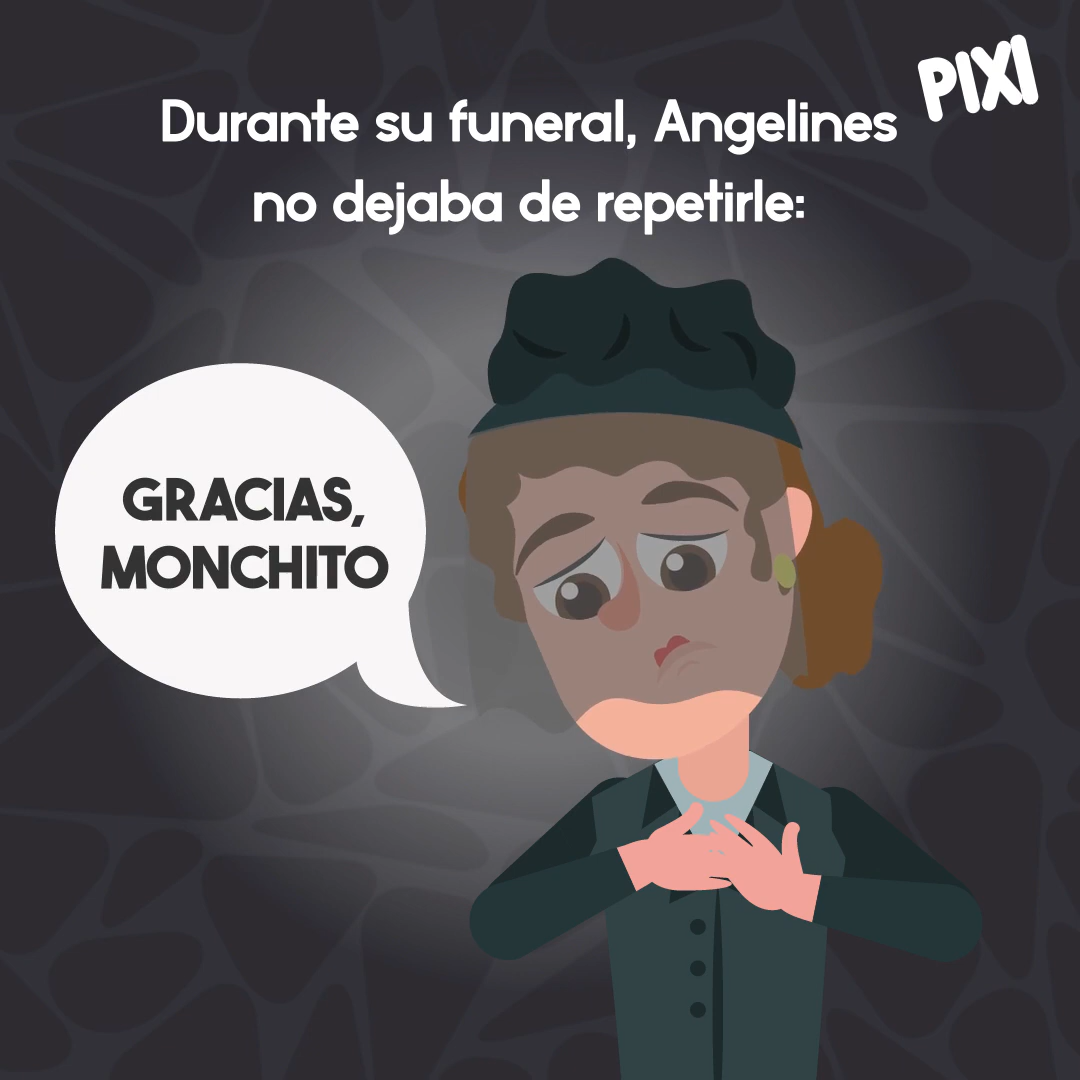 PIXI
Durante su funeral, Angelines
no dejaba de repetirle:
GRACIAS,
MONCHITO